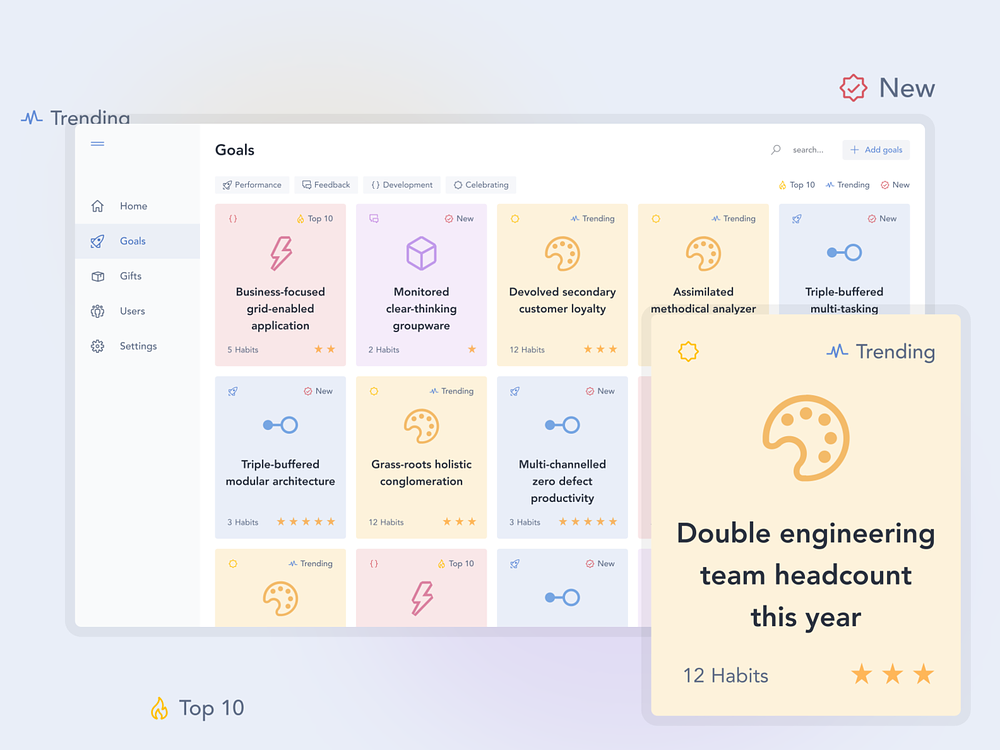 New
Trending
Goals
search...
Add goals
Performance
Feedback
Development
Celebrating
Top 10
Trending
New
Home
Goals
Gifts
Users
Settings
Top 10
Business-focused
grid-enabled
application
5 Habits
New
Monitored
clear-thinking
groupware
2 Habits
Trending
Devolved secondary
customer loyalty
12 Habits
Trending
Assimilated
methodical analyzer
New
Triple-buffered
multi-tasking
New
Triple-buffered
modular architecture
3 Habits
Trending
Grass-roots holistic
conglomeration
12 Habits
New
Multi-channelled
zero defect
productivity
3 Habits
Trending
Top 10
New
Trending
Double engineering
team headcount
this year
12 Habits
Top 10